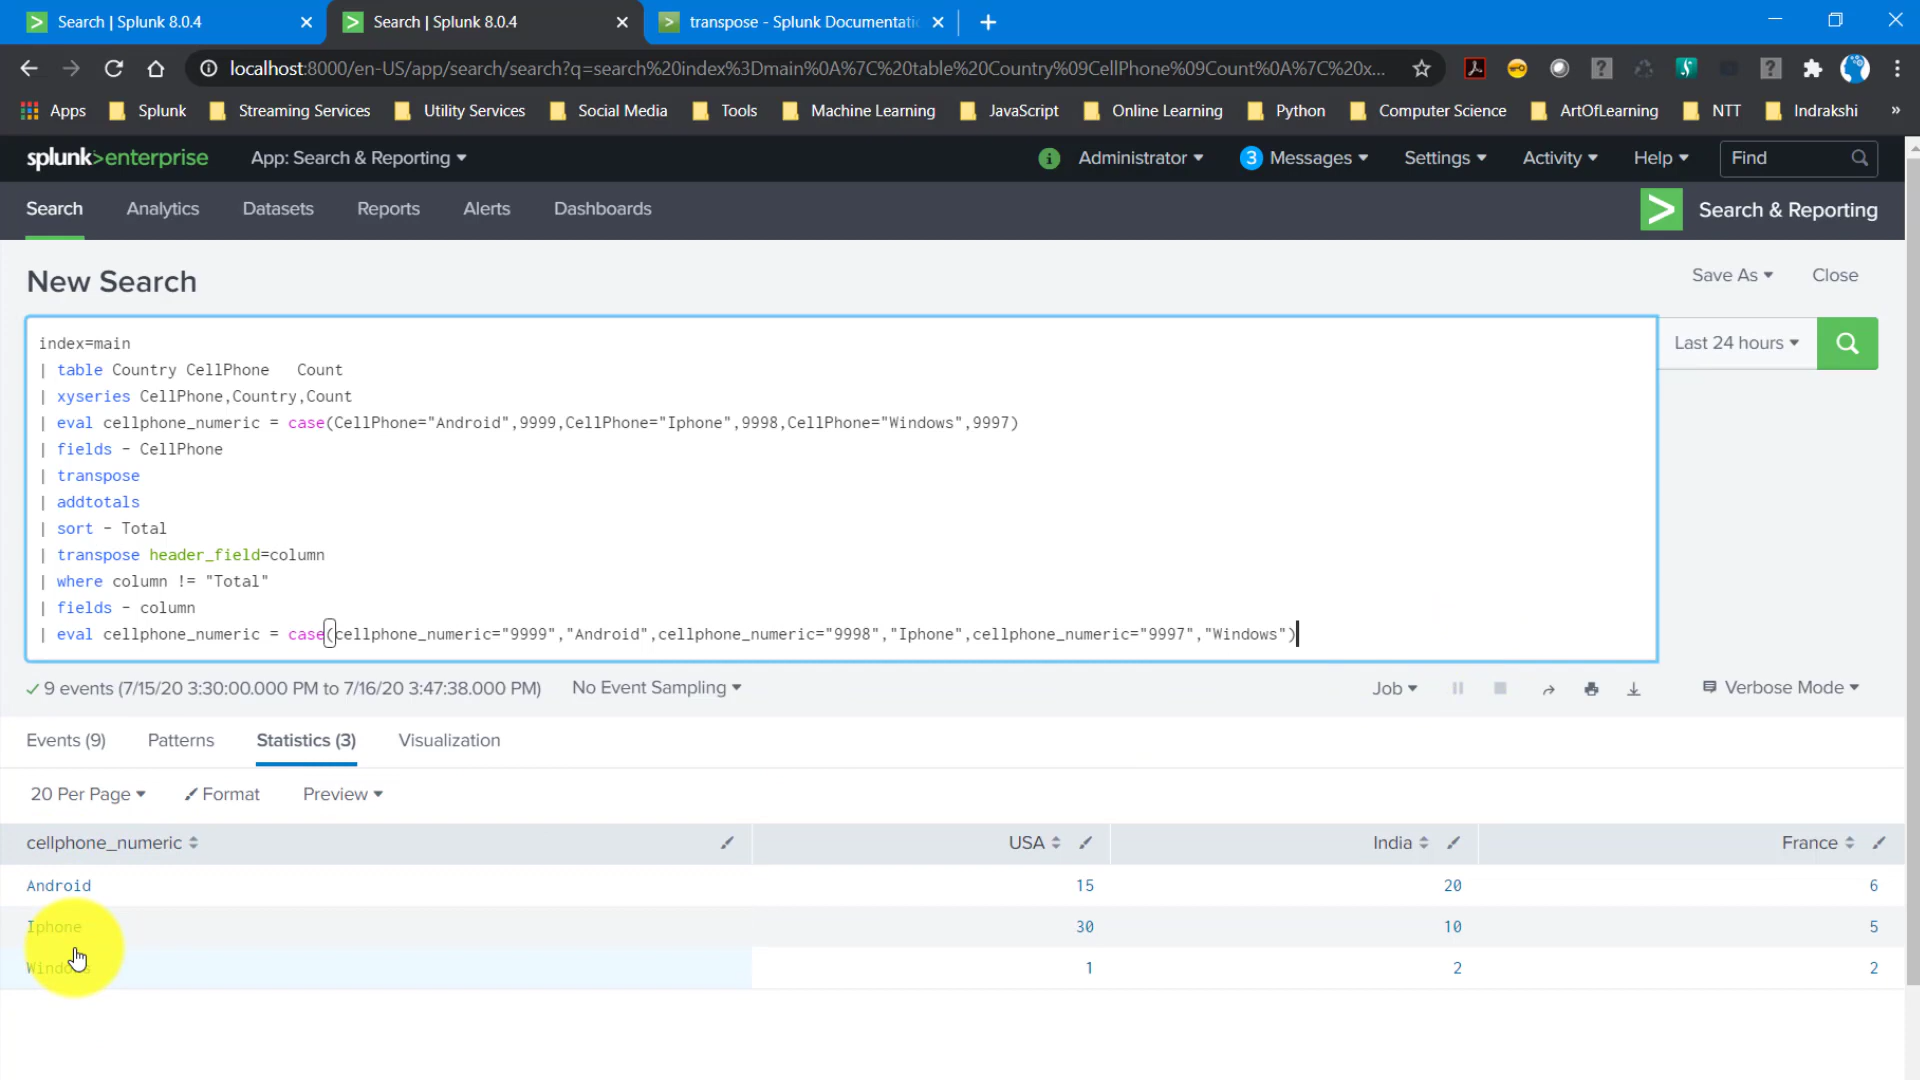 Search | Splunk 8.0.4
Search | Splunk 8.0.4
transpose - Splunk Documentatio
localhost:8000/en-US/app/search/search?q=search%20index%3Dmain%0A%7C%20table%20Country%09CellPhone%09Count%0A%7C%20x...
Apps Splunk Streaming Services Utility Services Social Media Tools Machine Learning JavaScript Online Learning Python Computer Science ArtOfLearning NTT Indrakshi »
splunk>enterprise App: Search & Reporting i Administrator 3 Messages Settings Activity Help Find
Search Analytics Datasets Reports Alerts Dashboards > Search & Reporting
New Search Save As Close
index=main
| table Country CellPhone Count
| xyseries CellPhone,Country,Count
| eval cellphone_numeric = case(CellPhone="Android",9999,CellPhone="Iphone",9998,CellPhone="Windows",9997)
| fields - CellPhone
| transpose
| addtotals
| sort - Total
| transpose header_field=column
| where column != "Total"
| fields - column
| eval cellphone_numeric = case(cellphone_numeric="9999","Android",cellphone_numeric="9998","Iphone",cellphone_numeric="9997","Windows")
Last 24 hours
9 events (7/15/20 3:30:00.000 PM to 7/16/20 3:47:38.000 PM) No Event Sampling Job Verbose Mode
Events (9) Patterns Statistics (3) Visualization
20 Per Page Format Preview
cellphone_numeric USA India France
Android 15 20 6
Iphone 30 10 5
Windows 1 2 2